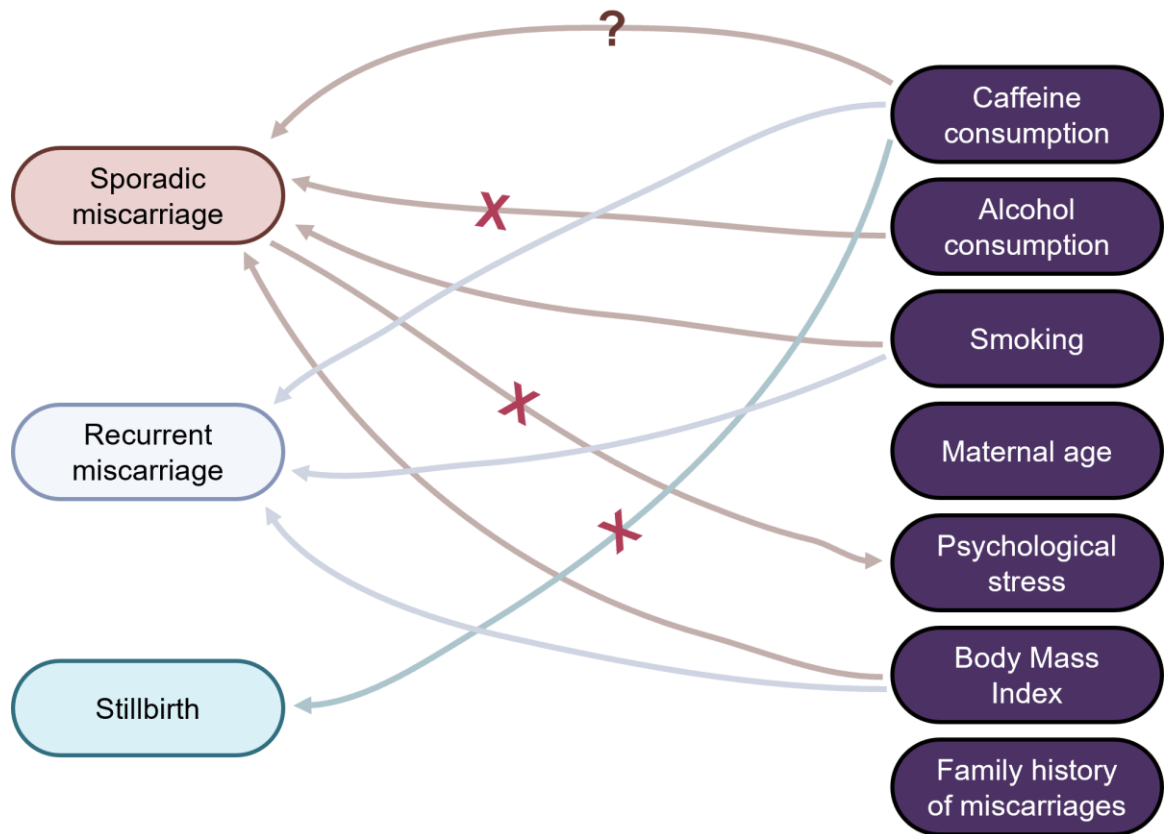 ?
Caffeine
consumption
Sporadic
miscarriage
X
Alcohol
consumption
Smoking
X
Recurrent
miscarriage
Maternal age
X
Psychological
stress
Stillbirth
Body Mass
Index
Family history
of miscarriages